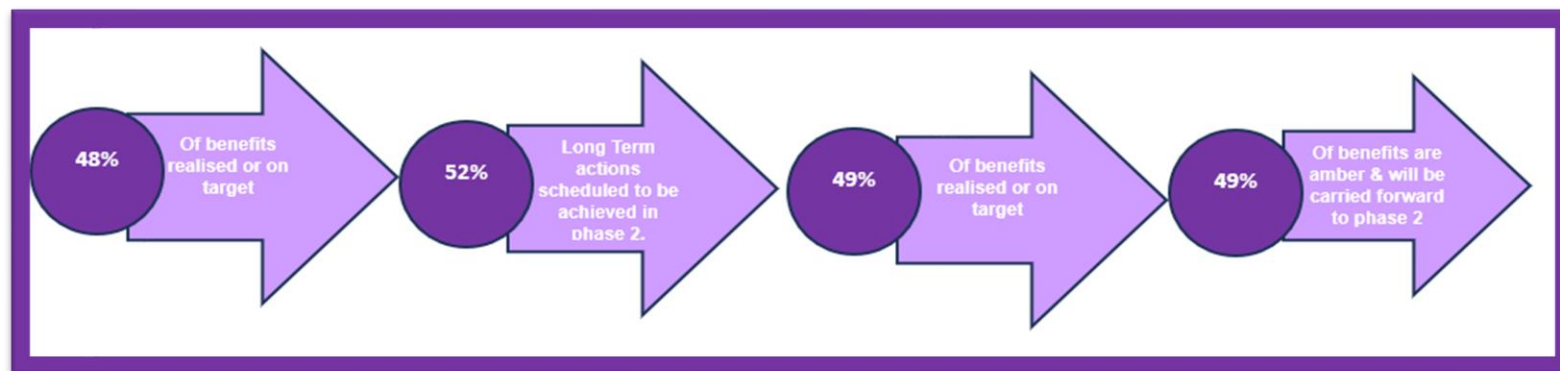 48%
Of benefits
realised or on
target
52%
Long Term
actions
scheduled to be
achieved in
phase 2.
49%
Of benefits
realised or on
target
49%
Of benefits are
amber & will be
carried forward
to phase 2